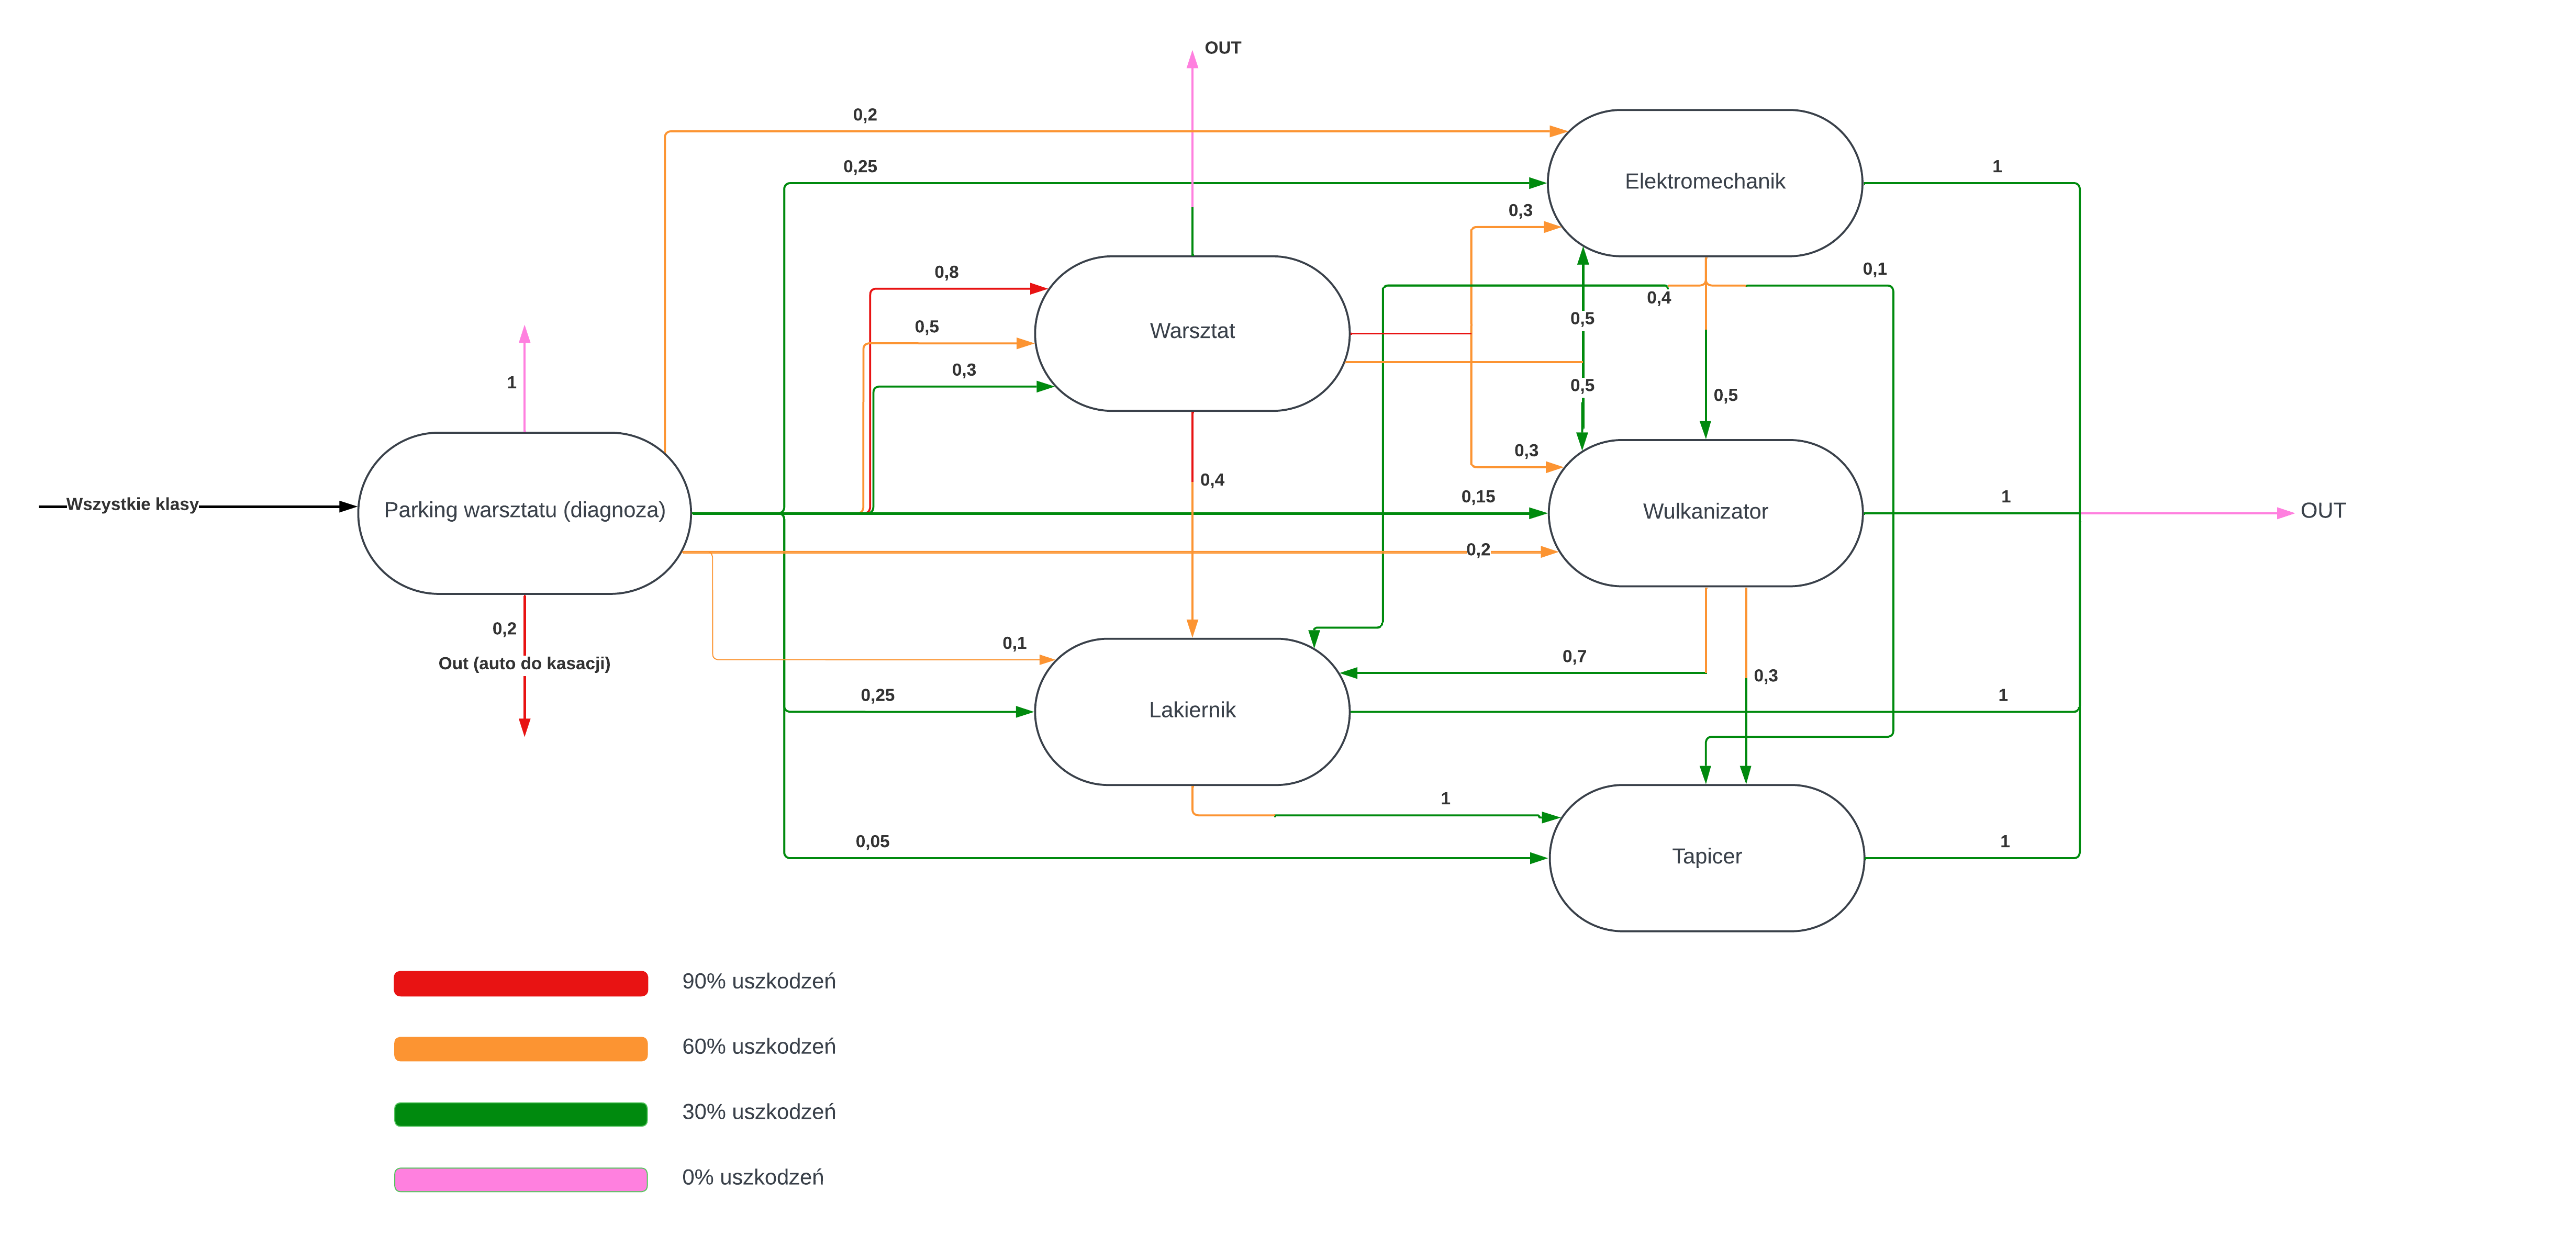 OUT
0,2
0,25
Elektromechanik
1
0,3
0,8
0,1
0,4
0,5
Warsztat
0,5
0,3
0,5
0,5
1
0,3
0,4
0,15
1
Wszystkie klasy
Parking warsztatu (diagnoza)
Wulkanizator
OUT
0,2
0,2
0,1
0,7
Out (auto do kasacji)
0,3
0,25
1
Lakiernik
1
0,05
1
Tapicer
90% uszkodzeń
60% uszkodzeń
30% uszkodzeń
0% uszkodzeń